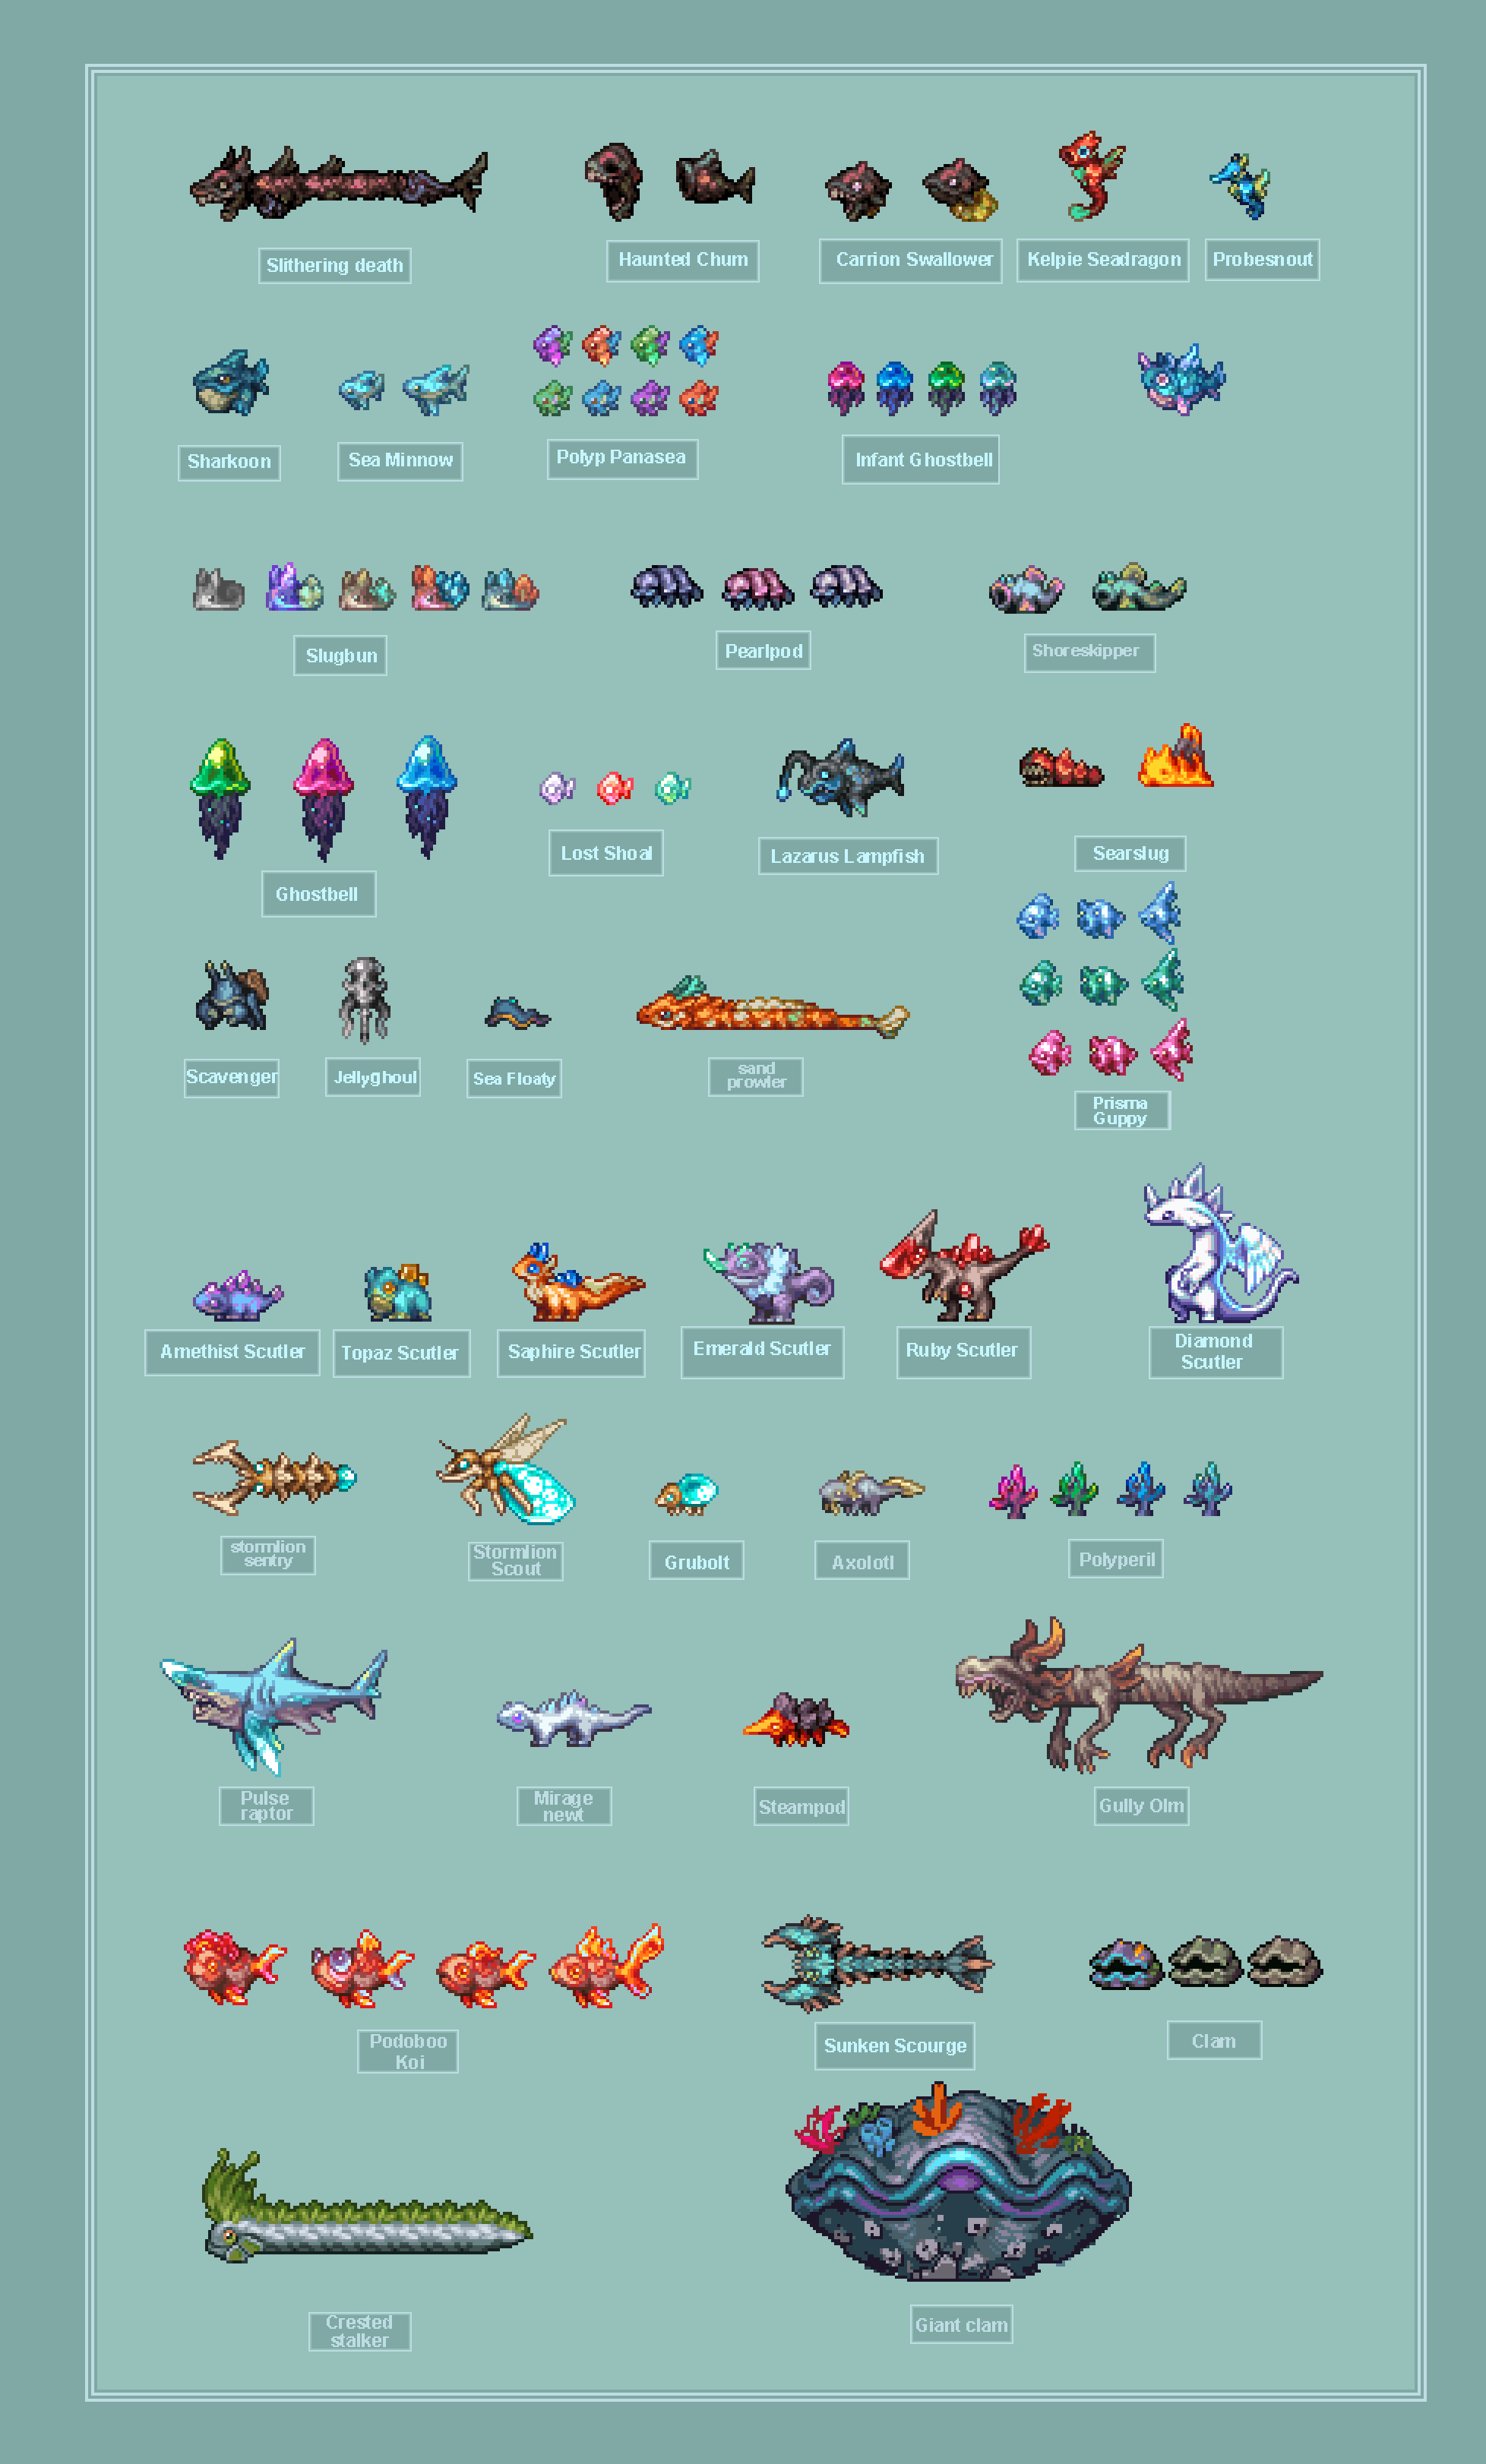 Slithering death
Haunted Chum
Carrion Swallower
Kelpie Seadragon
Probesnout
Sharkoon
Sea Minnow
Polyp Panasea
Infant Ghostbell
Slugbun
Pearlpod
Shoreskipper
Ghostbell
Lost Shoal
Lazarus Lampfish
Searslug
Scavenger
Jellyghoul
Sea Floaty
sand
prowler
Prisma
Guppy
Amethist Scutler
Topaz Scutler
Saphire Scutler
Emerald Scutler
Ruby Scutler
Diamond
Scutler
stormlion
sentry
Stormlion
Scout
Grubolt
Axolotl
Polyperil
Pulse
raptor
Mirage
newt
Steampod
Gully Olm
Podoboo
Koi
Sunken Scourge
Clam
Crested
stalker
Giant clam